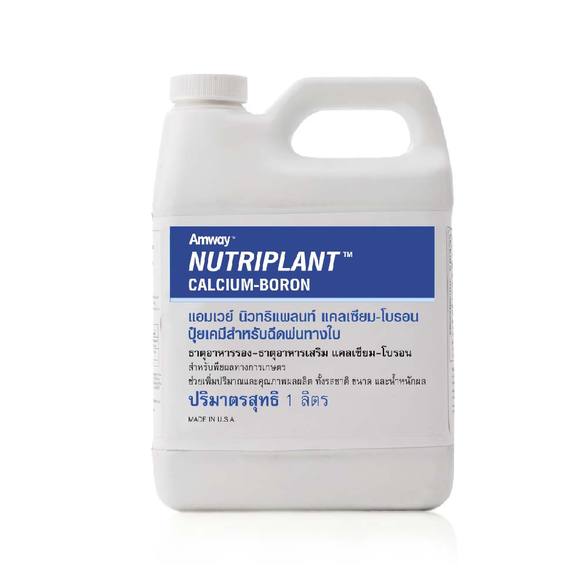 Amway™
NUTRIPLANT™
CALCIUM-BORON
แอมเวย์ นิวทริแพลนท์ แคลเซียม-โบรอน
ปุ๋ยเคมีสำหรับฉีดพ่นทางใบ
ธาตุอาหารรอง-ธาตุอาหารเสริม แคลเซียม-โบรอน
สำหรับพืชผลทางการเกษตร
ช่วยเพิ่มปริมาณและคุณภาพผลผลิต ทั้งรสชาติ ขนาด และน้ำหนักผล
ปริมาตรสุทธิ 1 ลิตร
MADE IN U.S.A.